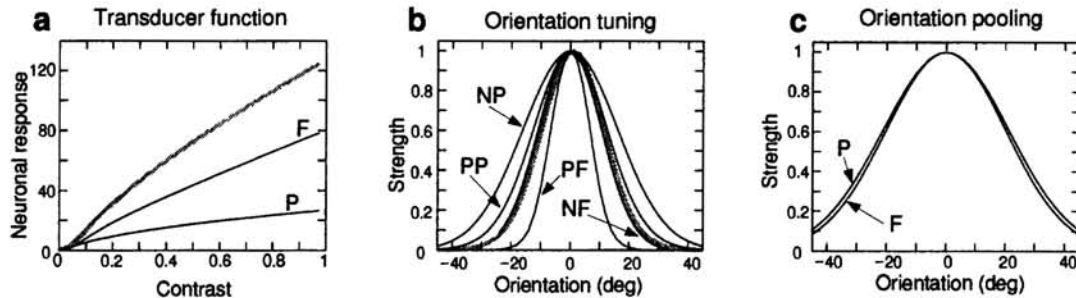 a Transducer function
Neuronal response
120
80
40
0
F
P
0 0.2 0.4 0.6 0.8 1
Contrast
b Orientation tuning
Strength
1
0.8
0.6
0.4
0.2
0
NP
PP
PF
NF
−40 −20 0 20 40
Orientation (deg)
c Orientation pooling
Strength
1
0.8
0.6
0.4
0.2
0
P
F
−40 −20 0 20 40
Orientation (deg)